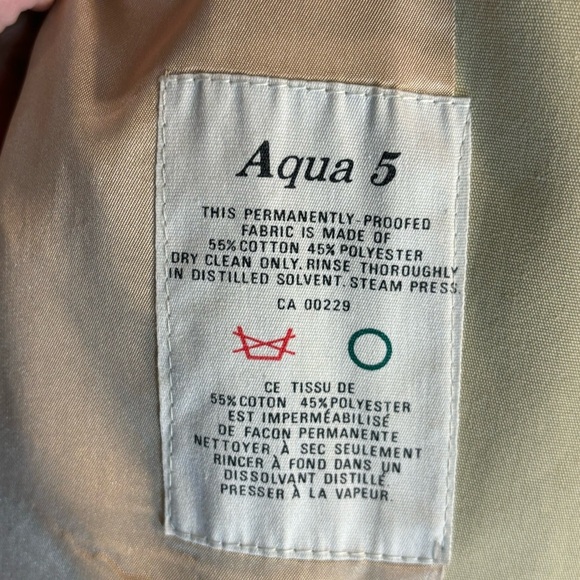 Aqua 5
THIS PERMANENTLY-PROOFED
FABRIC IS MADE OF
55% COTTON 45% POLYESTER
DRY CLEAN ONLY. RINSE THOROUGHLY
IN DISTILLED SOLVENT. STEAM PRESS.
CA 00229
CE TISSU DE
55% COTON 45% POLYESTER
EST IMPERMÉABILISÉ
DE FACON PERMANENTE
NETTOYER À SEC SEULEMENT
RINCER À FOND DANS UN
DISSOLVANT DISTILLÉ.
PRESSER À LA VAPEUR.